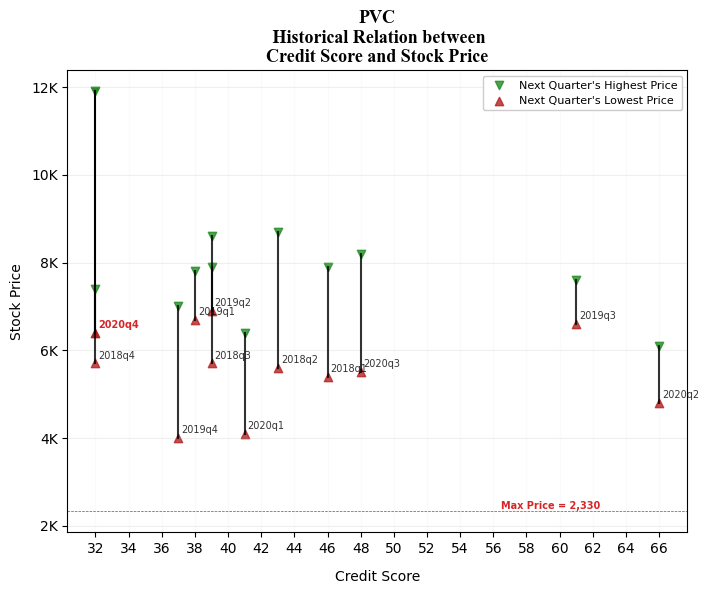 PVC
Historical Relation between
Credit Score and Stock Price
Next Quarter's Highest Price
Next Quarter's Lowest Price
12K
10K
8K
6K
4K
2K
Stock Price
2019q2
2019q1
2020q4
2018q4
2018q3
2018q2
2018q1
2020q3
2019q3
2020q2
2019q4
2020q1
Max Price = 2,330
32 34 36 38 40 42 44 46 48 50 52 54 56 58 60 62 64 66
Credit Score